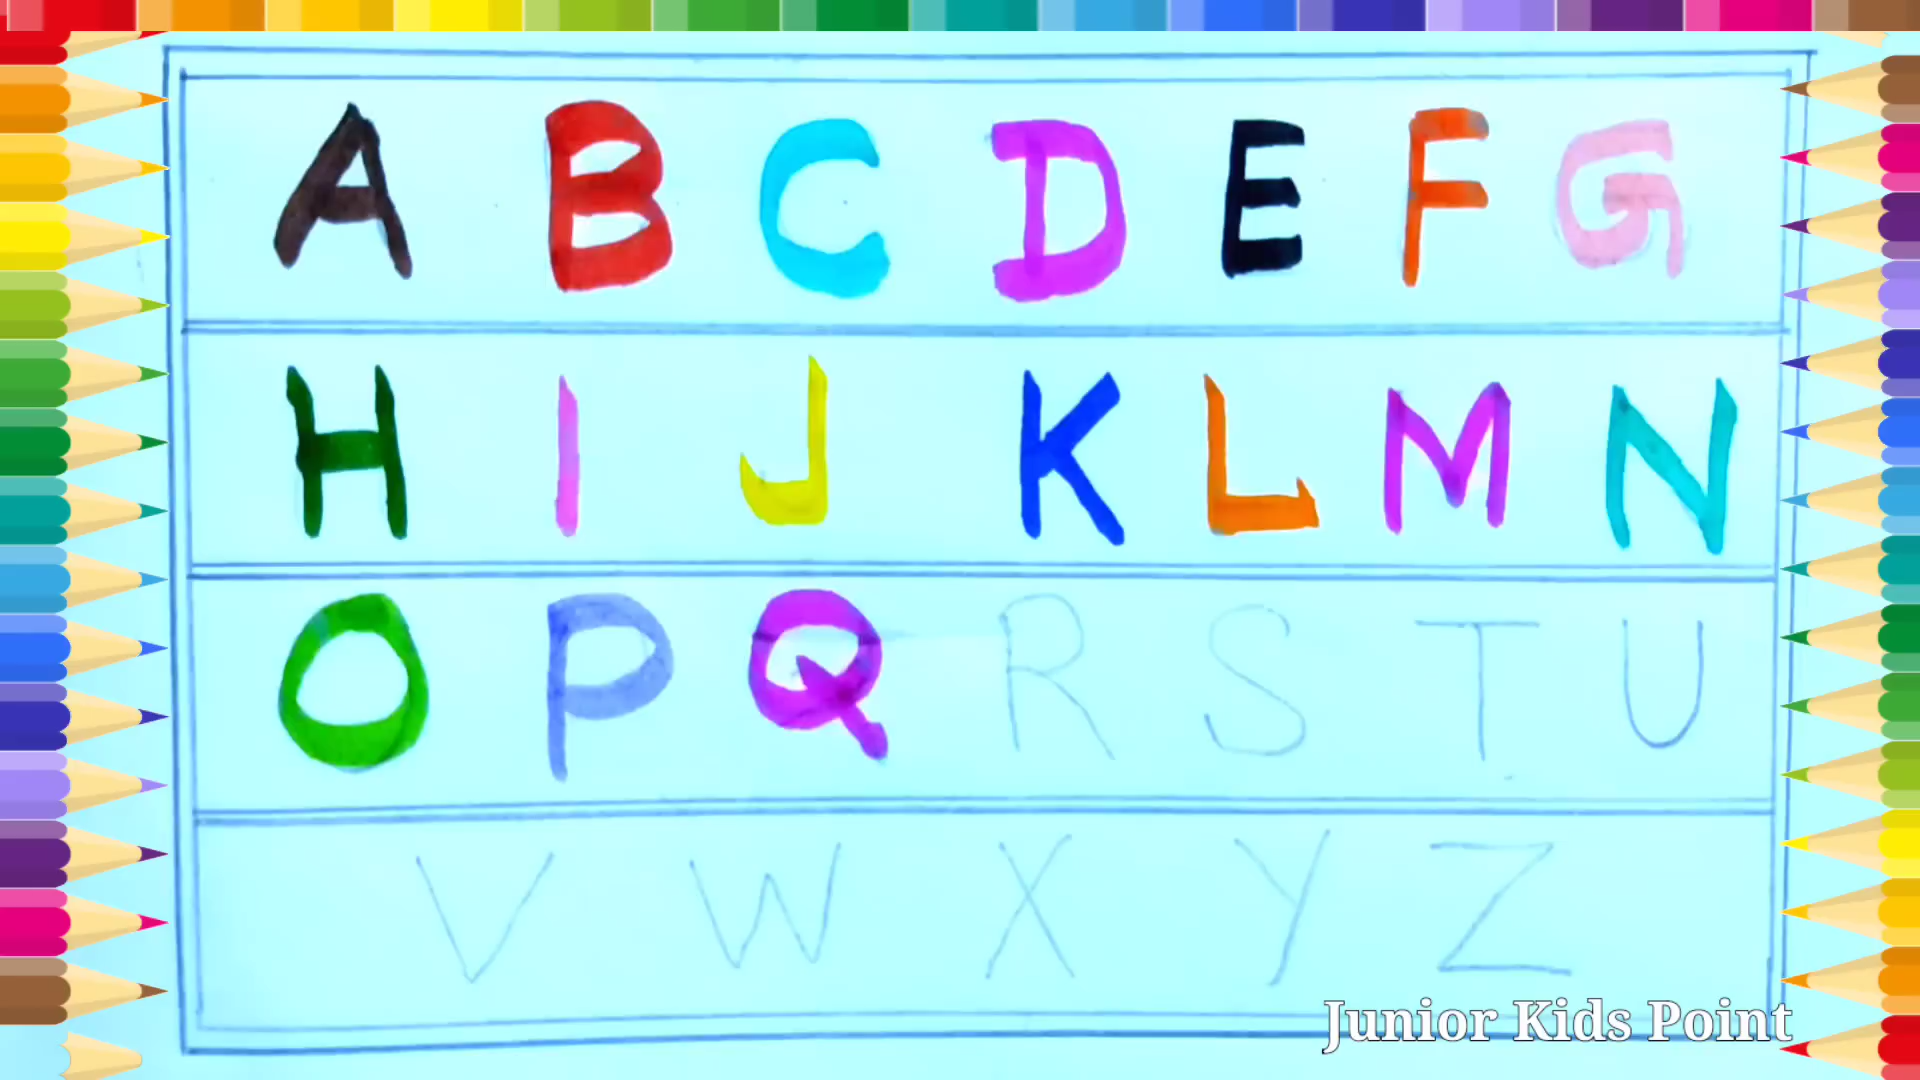 A B C D E F G
H I J K L M N
O P Q R S T U
V W X Y Z
Junior Kids Point